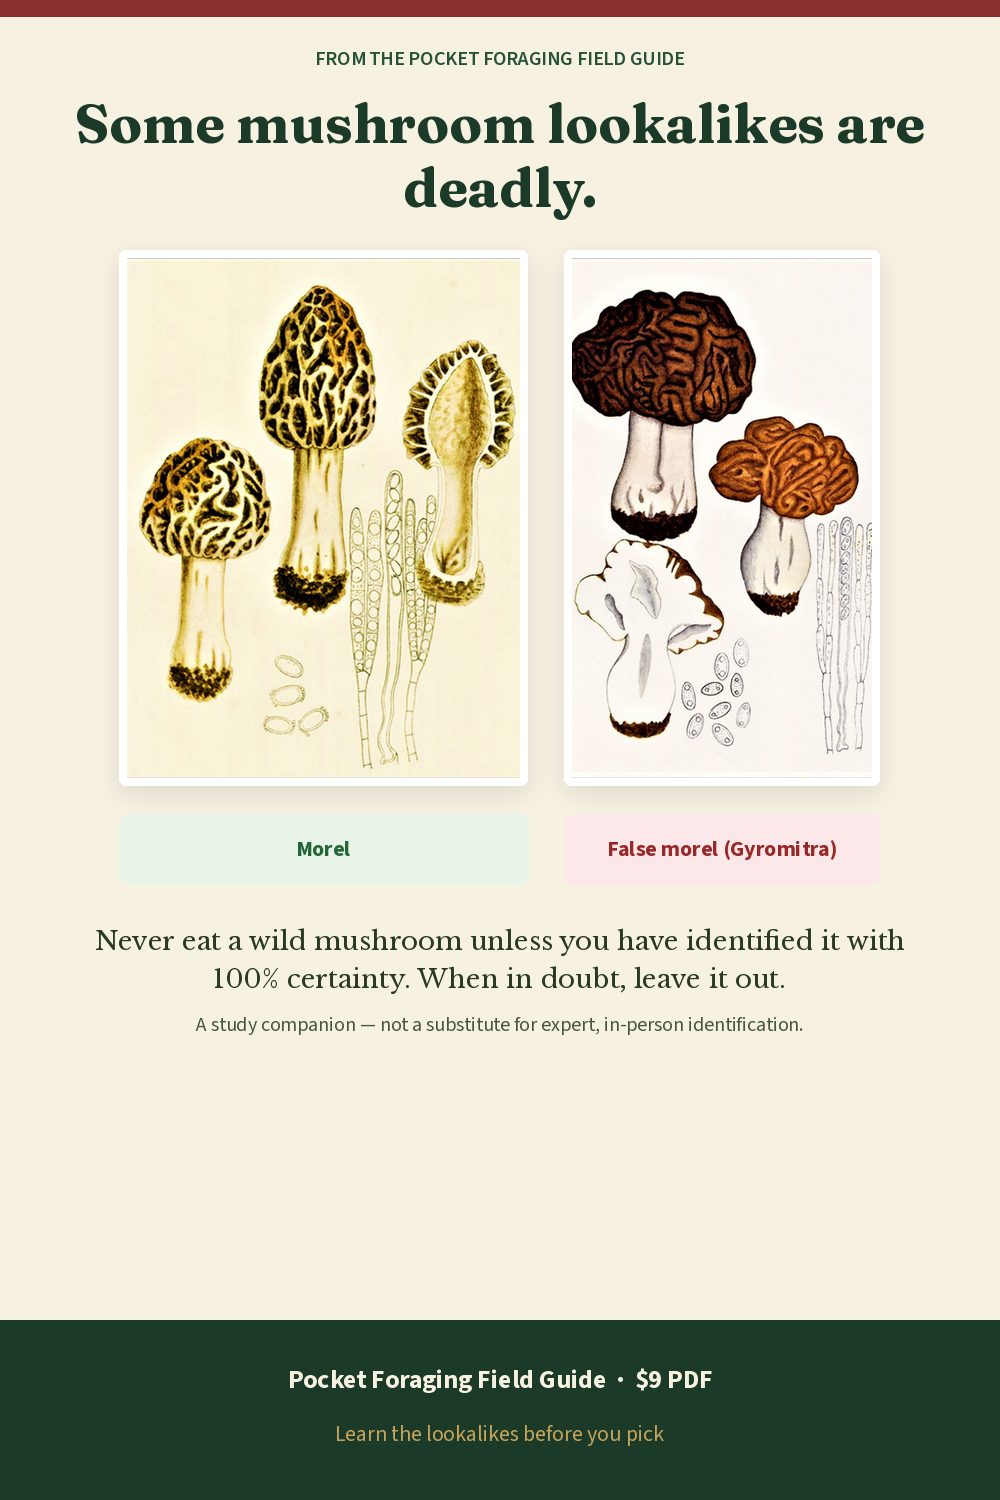 FROM THE POCKET FORAGING FIELD GUIDE
Some mushroom lookalikes are
deadly.
Morel
False morel (Gyromitra)
Never eat a wild mushroom unless you have identified it with
100% certainty. When in doubt, leave it out.
A study companion — not a substitute for expert, in-person identification.
Pocket Foraging Field Guide · $9 PDF
Learn the lookalikes before you pick